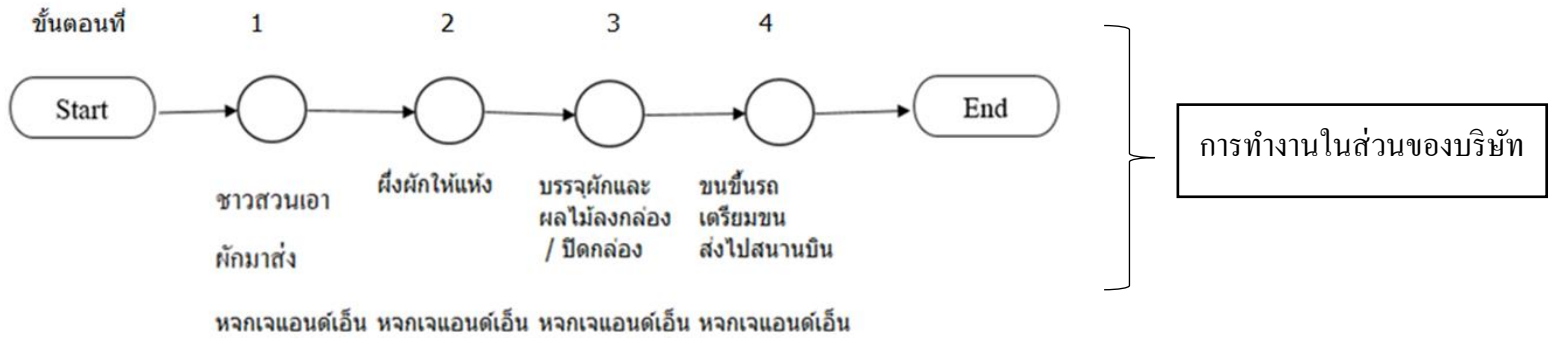 ขั้นตอนที่ 1 2 3 4
Start End
การทำงานในส่วนของบริษัท
ชาวสวนเอา
ผักมาส่ง
ผึ่งผักให้แห้ง
บรรจุผักและ
ผลไม้ลงกล่อง
/ ปิดกล่อง
ขนขึ้นรถ
เตรียมขน
ส่งไปสนานบิน
หจกเจแอนด์เอ็น หจกเจแอนด์เอ็น หจกเจแอนด์เอ็น หจกเจแอนด์เอ็น